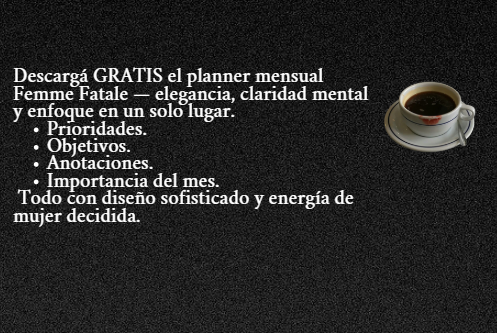 Descargá GRATIS el planner mensual
Femme Fatale — elegancia, claridad mental
y enfoque en un solo lugar.
• Prioridades.
• Objetivos.
• Anotaciones.
• Importancia del mes.
Todo con diseño sofisticado y energía de
mujer decidida.